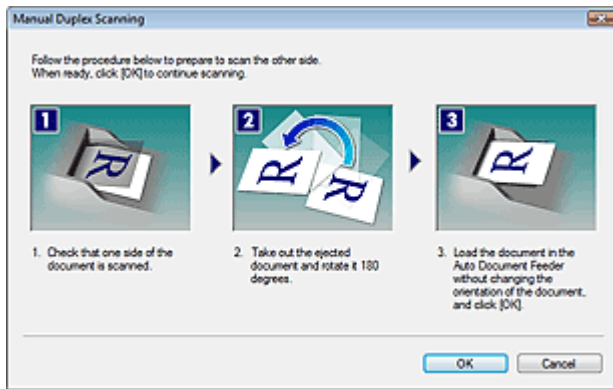 Manual Duplex Scanning
Follow the procedure below to prepare to scan the other side.
When ready, click [OK] to continue scanning.
1
R
2
R
R
3
R
1. Check that one side of the
document is scanned.
2. Take out the ejected
document and rotate it 180
degrees.
3. Load the document in the
Auto Document Feeder
without changing the
orientation of the document,
and click [OK].
OK
Cancel